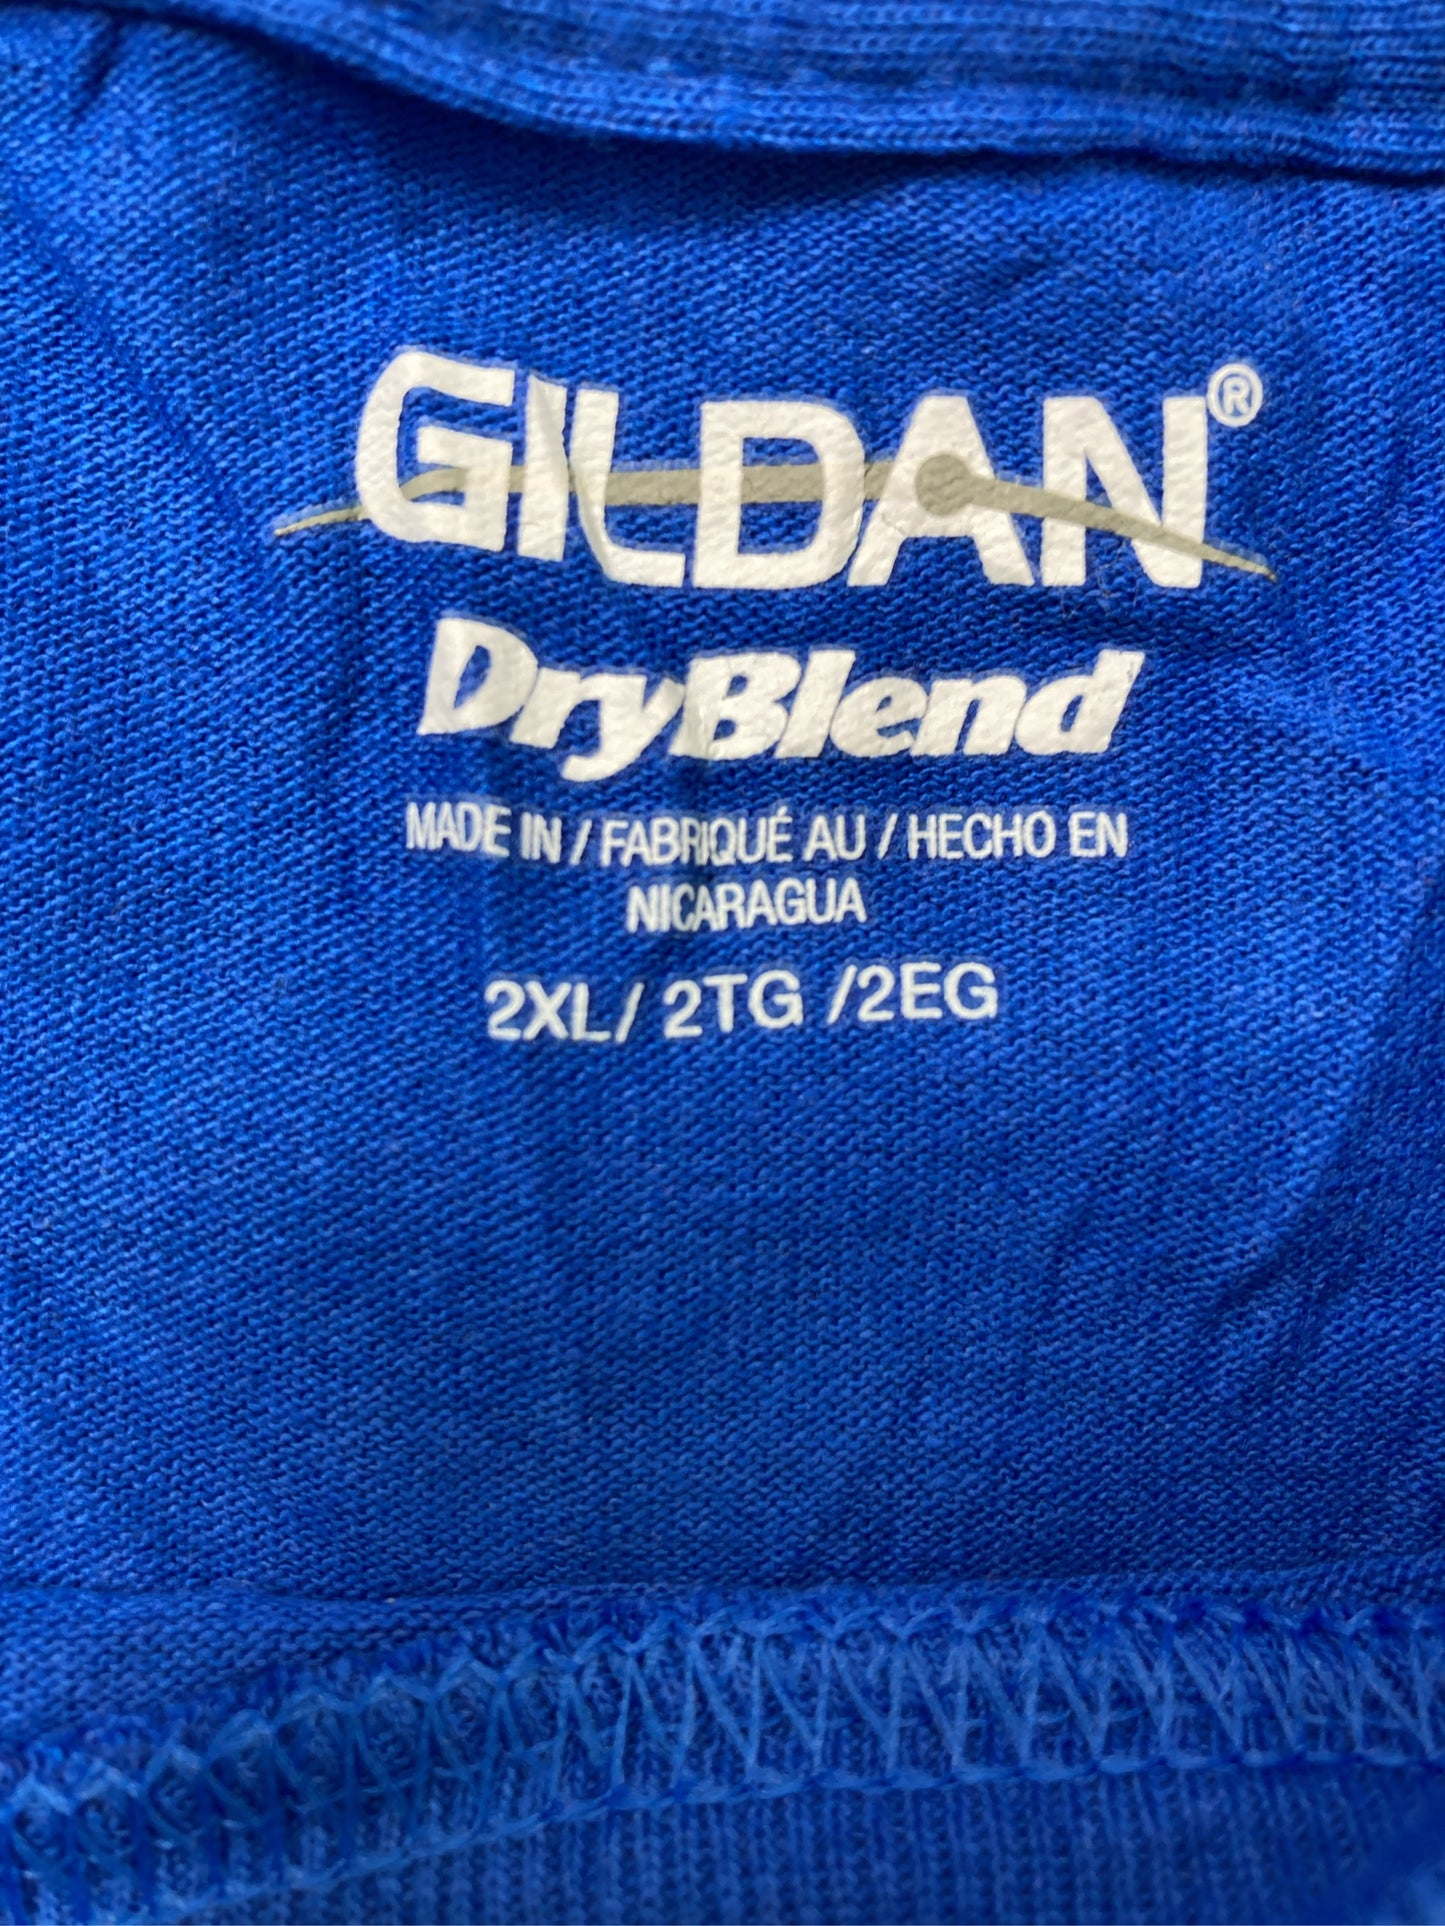 GILDAN®
DryBlend
MADE IN / FABRIQUÉ AU / HECHO EN
NICARAGUA
2XL/ 2TG /2EG